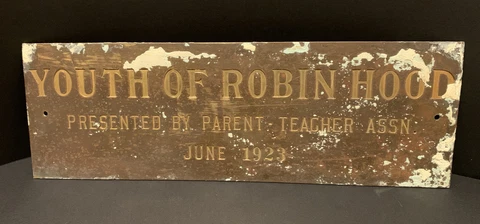 YOUTH OF ROBIN HOOD
PRESENTED BY PARENT TEACHER ASSN.
JUNE 1923